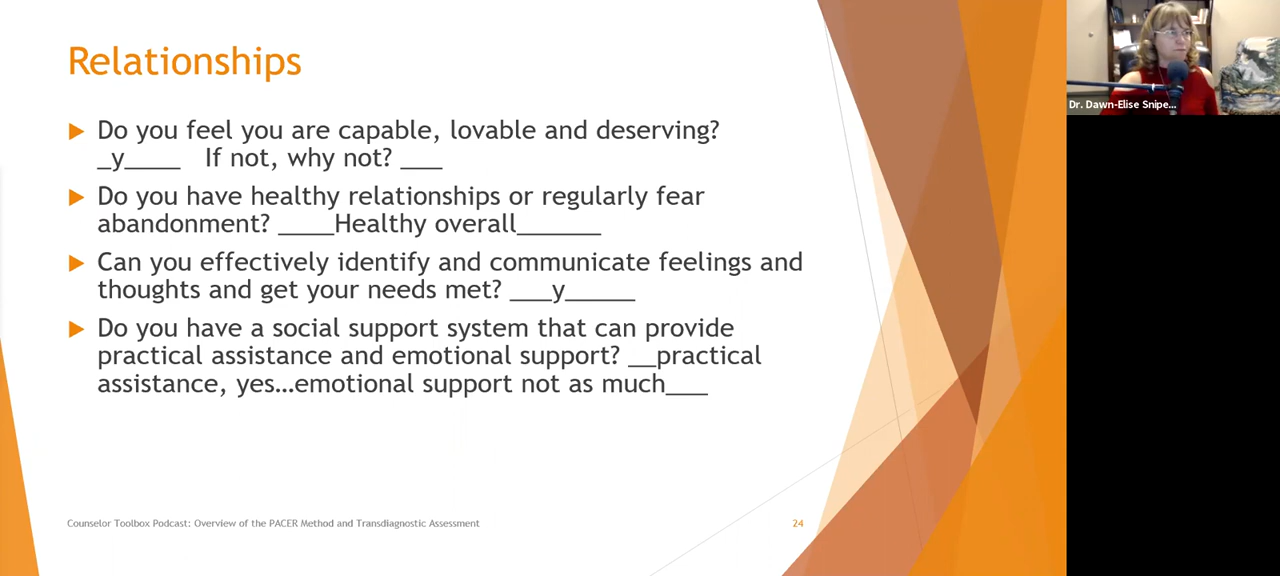 Relationships
Do you feel you are capable, lovable and deserving?
_y____ If not, why not? ___
Do you have healthy relationships or regularly fear
abandonment? ____Healthy overall______
Can you effectively identify and communicate feelings and
thoughts and get your needs met? ___y_____
Do you have a social support system that can provide
practical assistance and emotional support? __practical
assistance, yes…emotional support not as much___
Counselor Toolbox Podcast: Overview of the PACER Method and Transdiagnostic Assessment
24
Dr. Dawn-Elise Snipe...